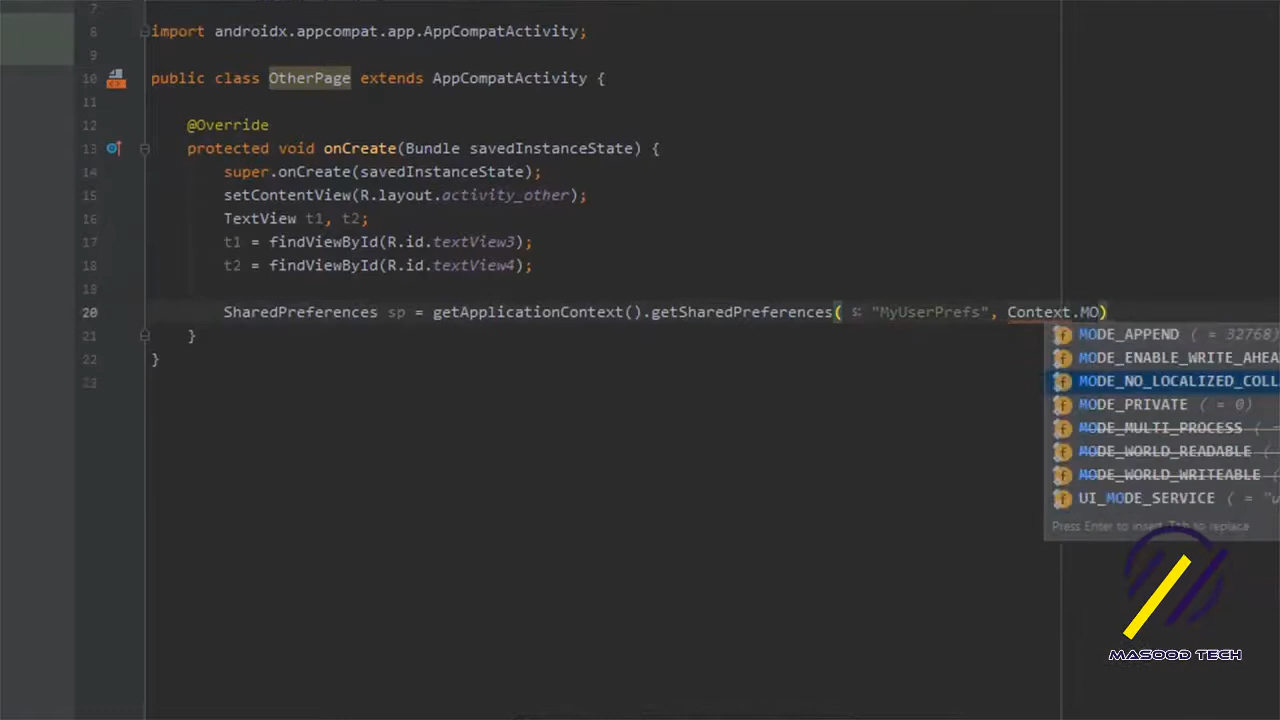 7
8 import androidx.appcompat.app.AppCompatActivity;
9
10 public class OtherPage extends AppCompatActivity {
11
12 @Override
13 protected void onCreate(Bundle savedInstanceState) {
14 super.onCreate(savedInstanceState);
15 setContentView(R.layout.activity_other);
16 TextView t1, t2;
17 t1 = findViewById(R.id.textView3);
18 t2 = findViewById(R.id.textView4);
19
20 SharedPreferences sp = getApplicationContext().getSharedPreferences( s: "MyUserPrefs", Context.MO)
21 }
22 }
23
MODE_APPEND ( = 32768)
MODE_ENABLE_WRITE_AHEA
MODE_NO_LOCALIZED_COLL
MODE_PRIVATE ( = 0)
MODE_MULTI_PROCESS ( =
MODE_WORLD_READABLE (
MODE_WORLD_WRITEABLE (
UI_MODE_SERVICE ( = "u
Press Enter to insert, Tab to replace
MASOOD TECH